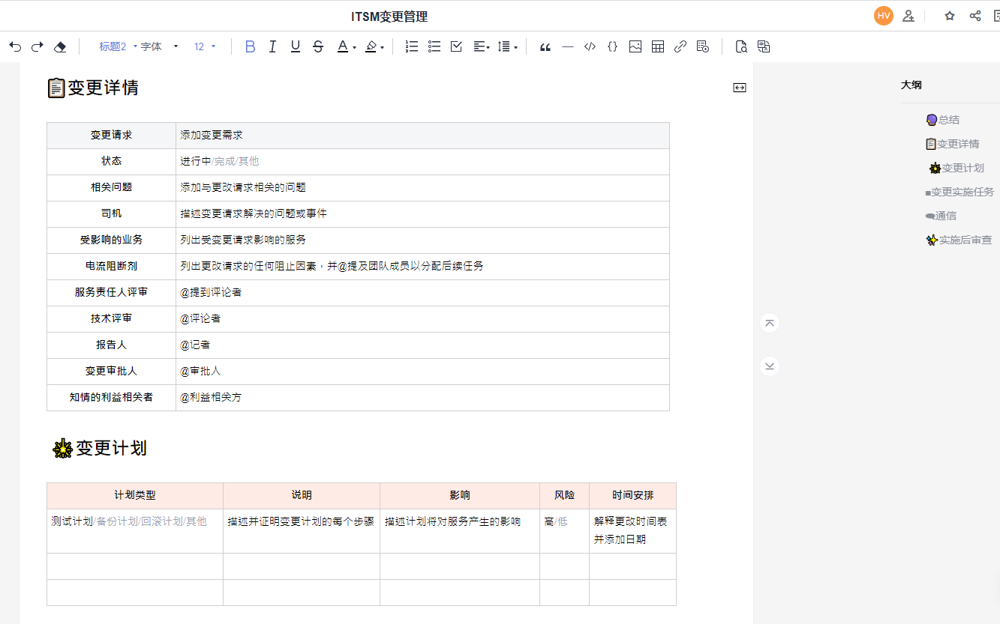 ITSM变更管理
HV
标题2 字体 12 B I U S A
变更详情
大纲
总结
变更详情
变更计划
变更实施任务
通信
实施后审查
变更请求 添加变更需求
状态 进行中/完成/其他
相关问题 添加与更改请求相关的问题
司机 描述变更请求解决的问题或事件
受影响的业务 列出受变更请求影响的服务
电流阻断剂 列出更改请求的任何阻止因素，并@提及团队成员以分配后续任务
服务责任人评审 @提到评论者
技术评审 @评论者
报告人 @记者
变更审批人 @审批人
知情的利益相关者 @利益相关方
变更计划
计划类型 说明 影响 风险 时间安排
测试计划/备份计划/回滚计划/其他 描述并证明变更计划的每个步骤 描述计划将对服务产生的影响 高/低 解释更改时间表
并添加日期